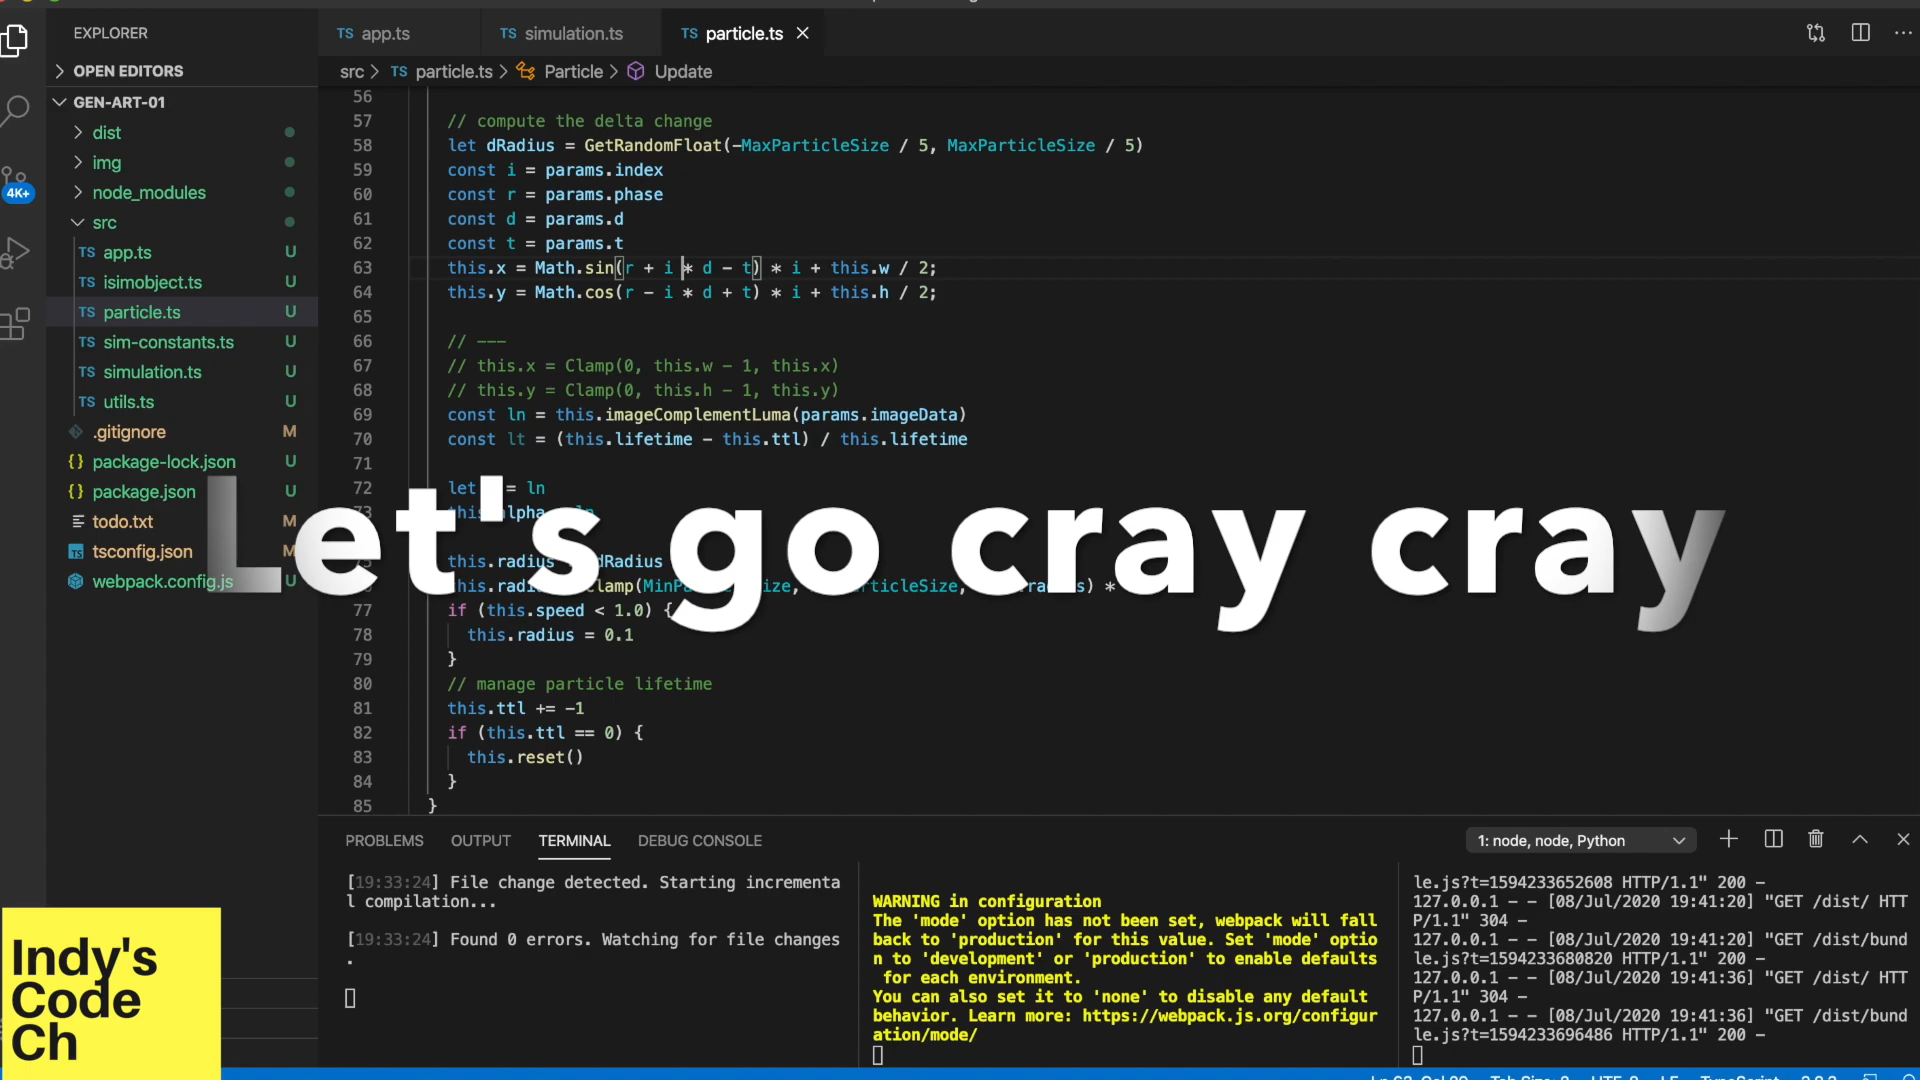 EXPLORER
OPEN EDITORS
GEN-ART-01
dist
img
node_modules
src
TS app.ts U
TS isimobject.ts U
TS particle.ts U
TS sim-constants.ts U
TS simulation.ts U
TS utils.ts U
.gitignore M
{} package-lock.json U
{} package.json U
todo.txt M
TS tsconfig.json M
webpack.config.js U
4K+
TS app.ts TS simulation.ts TS particle.ts
src > TS particle.ts > Particle > Update
56
57 // compute the delta change
58 let dRadius = GetRandomFloat(-MaxParticleSize / 5, MaxParticleSize / 5)
59 const i = params.index
60 const r = params.phase
61 const d = params.d
62 const t = params.t
63 this.x = Math.sin(r + i * d - t) * i + this.w / 2;
64 this.y = Math.cos(r - i * d + t) * i + this.h / 2;
65
66 // ---
67 // this.x = Clamp(0, this.w - 1, this.x)
68 // this.y = Clamp(0, this.h - 1, this.y)
69 const ln = this.imageComplementLuma(params.imageData)
70 const lt = (this.lifetime - this.ttl) / this.lifetime
71
72 let = ln
alpha
this.radius dRadius
77 if (this.speed < 1.0) {
78 this.radius = 0.1
79 }
80 // manage particle lifetime
81 this.ttl += -1
82 if (this.ttl == 0) {
83 this.reset()
84 }
85 }
Let's go cray cray
PROBLEMS OUTPUT TERMINAL DEBUG CONSOLE
1: node, node, Python
[19:33:24] File change detected. Starting incrementa
l compilation...
[19:33:24] Found 0 errors. Watching for file changes
.
WARNING in configuration
The 'mode' option has not been set, webpack will fall
back to 'production' for this value. Set 'mode' optio
n to 'development' or 'production' to enable defaults
for each environment.
You can also set it to 'none' to disable any default
behavior. Learn more: https://webpack.js.org/configur
ation/mode/
le.js?t=1594233652608 HTTP/1.1" 200 -
127.0.0.1 - - [08/Jul/2020 19:41:20] "GET /dist/ HTT
P/1.1" 304 -
127.0.0.1 - - [08/Jul/2020 19:41:20] "GET /dist/bund
le.js?t=1594233680820 HTTP/1.1" 200 -
127.0.0.1 - - [08/Jul/2020 19:41:36] "GET /dist/ HTT
P/1.1" 304 -
127.0.0.1 - - [08/Jul/2020 19:41:36] "GET /dist/bund
le.js?t=1594233696486 HTTP/1.1" 200 -
Indy's
Code
Ch